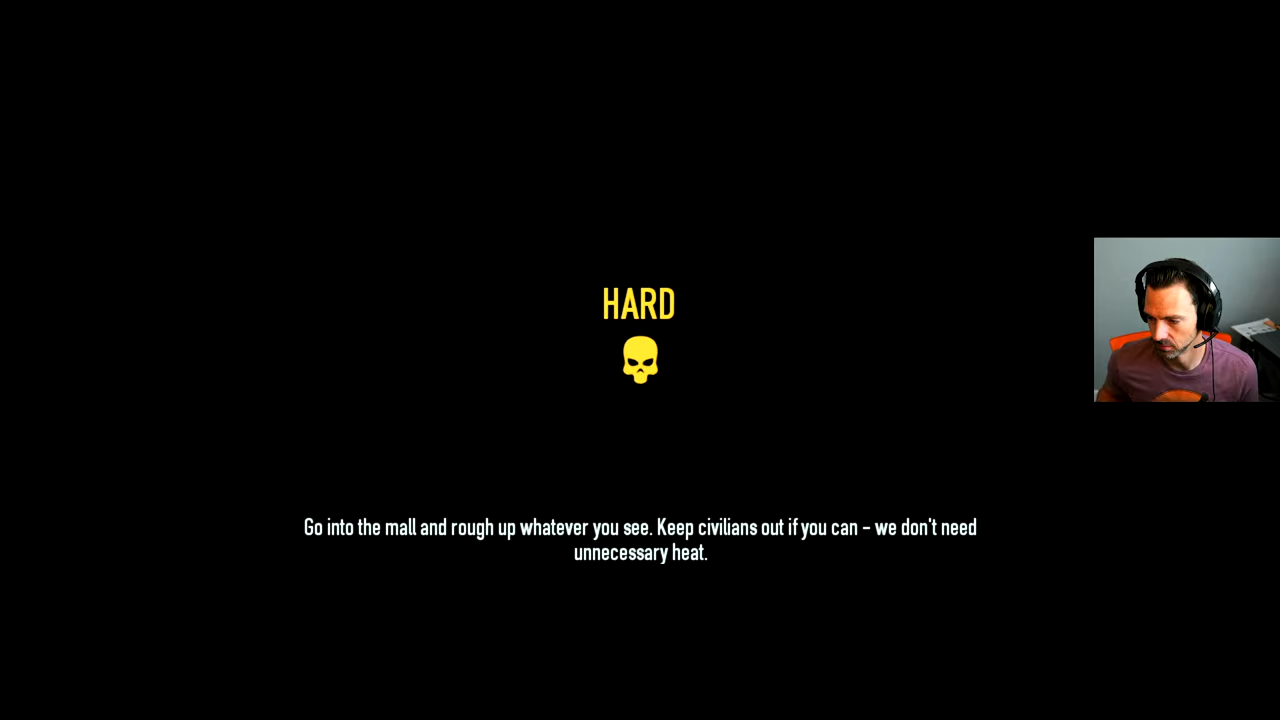 HARD
Go into the mall and rough up whatever you see. Keep civilians out if you can - we don't need
unnecessary heat.